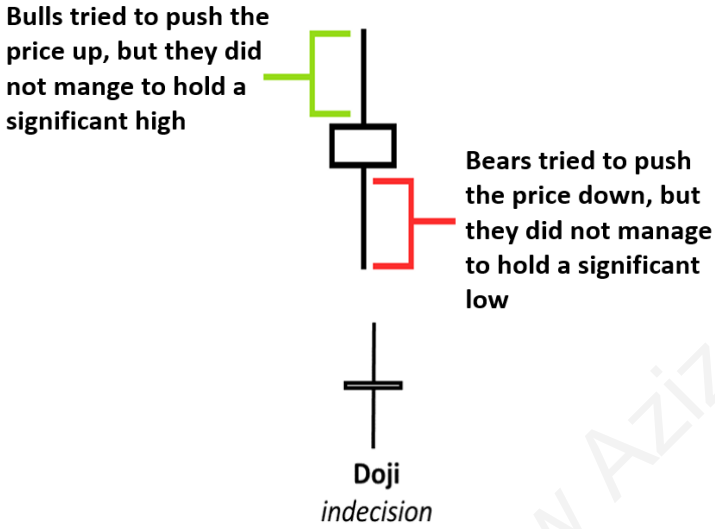 Bulls tried to push the
price up, but they did
not mange to hold a
significant high
Bears tried to push
the price down, but
they did not manage
to hold a significant
low
Doji
indecision
w Aziz